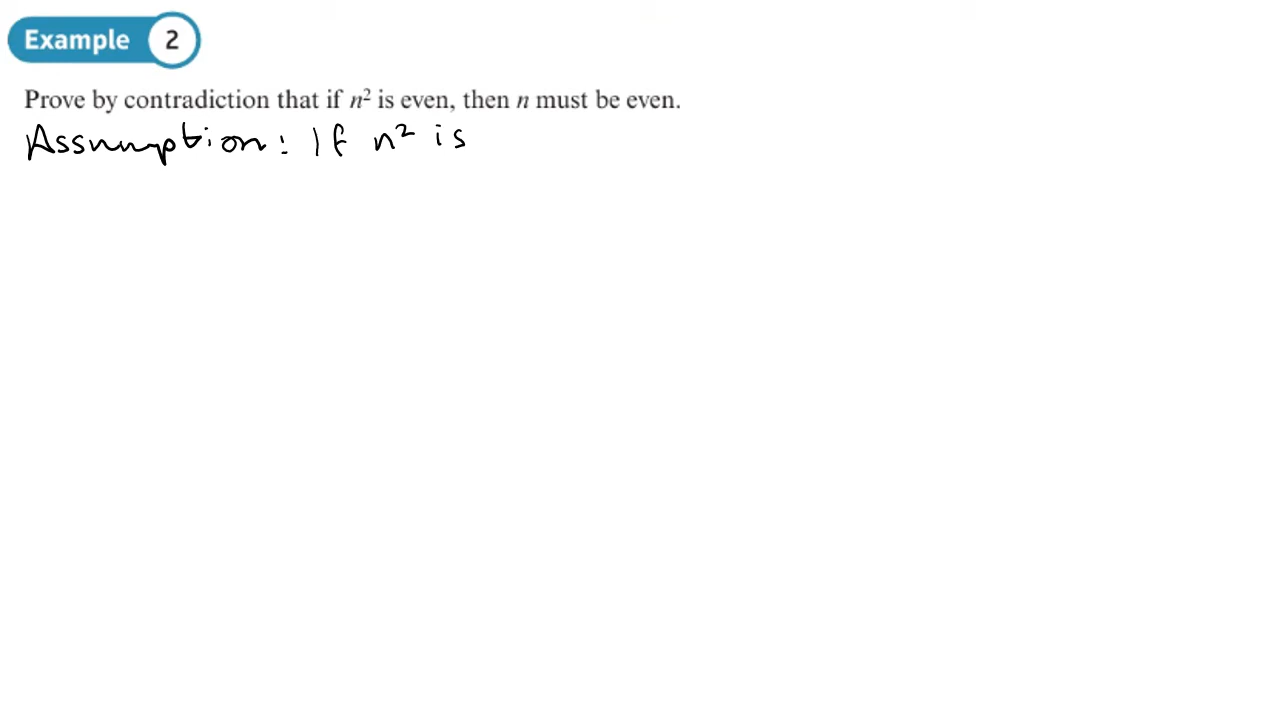 Example 2
Prove by contradiction that if n² is even, then n must be even.
Assumption: If n² is